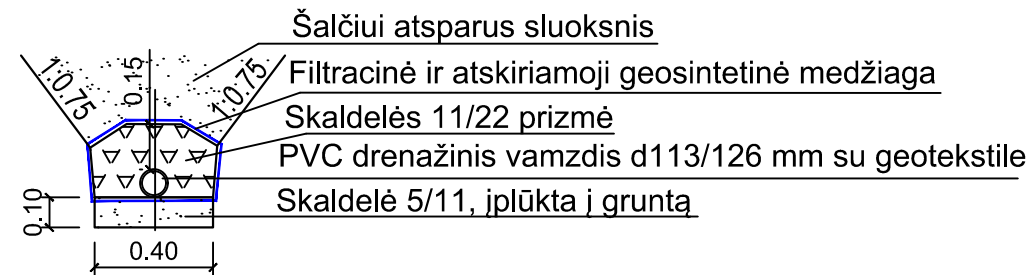 Šalčiui atsparus sluoksnis
Filtracinė ir atskiriamoji geosintetinė medžiaga
Skaldelės 11/22 prizmė
PVC drenažinis vamzdis d113/126 mm su geotekstile
Skaldelė 5/11, įplūkta į gruntą
1:0.75
0.15
1:0.75
0.10
0.40